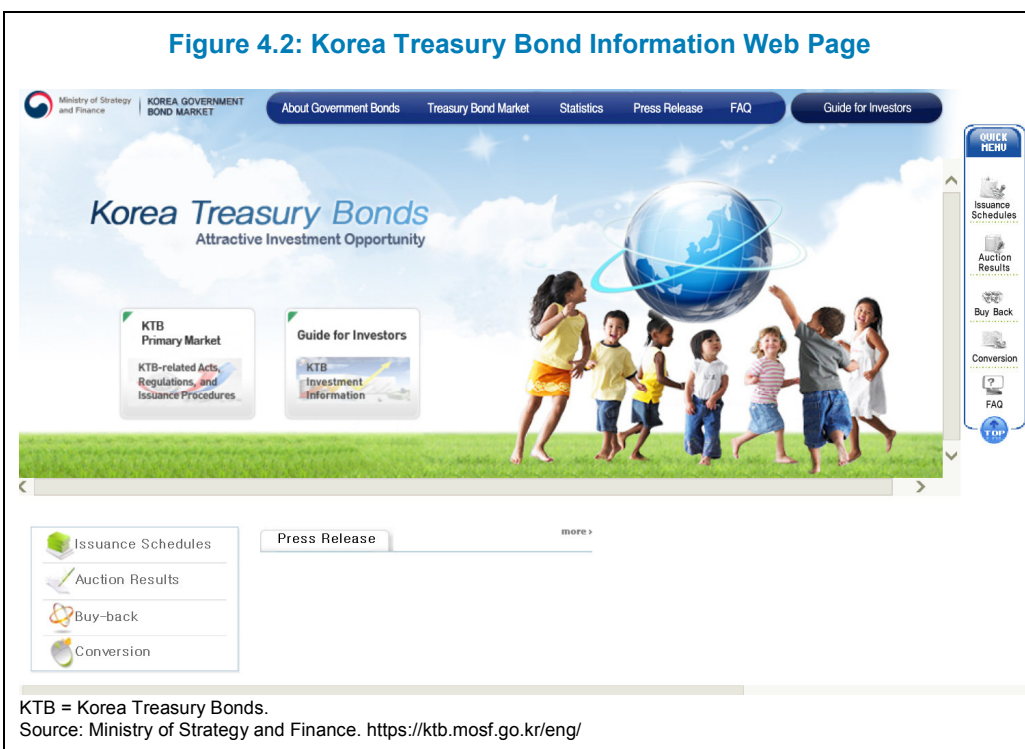 Figure 4.2: Korea Treasury Bond Information Web Page
Ministry of Strategy
and Finance
KOREA GOVERNMENT
BOND MARKET
About Government Bonds
Treasury Bond Market
Statistics
Press Release
FAQ
Guide for Investors
QUICK
MENU
Issuance
Schedules
Auction
Results
Buy Back
Conversion
?
FAQ
TOP
Korea Treasury Bonds
Attractive Investment Opportunity
KTB
Primary Market
KTB-related Acts,
Regulations, and
Issuance Procedures
Guide for Investors
KTB
Investment
Information
Issuance Schedules
Auction Results
Buy-back
Conversion
Press Release
more ›
KTB = Korea Treasury Bonds.
Source: Ministry of Strategy and Finance. https://ktb.mosf.go.kr/eng/